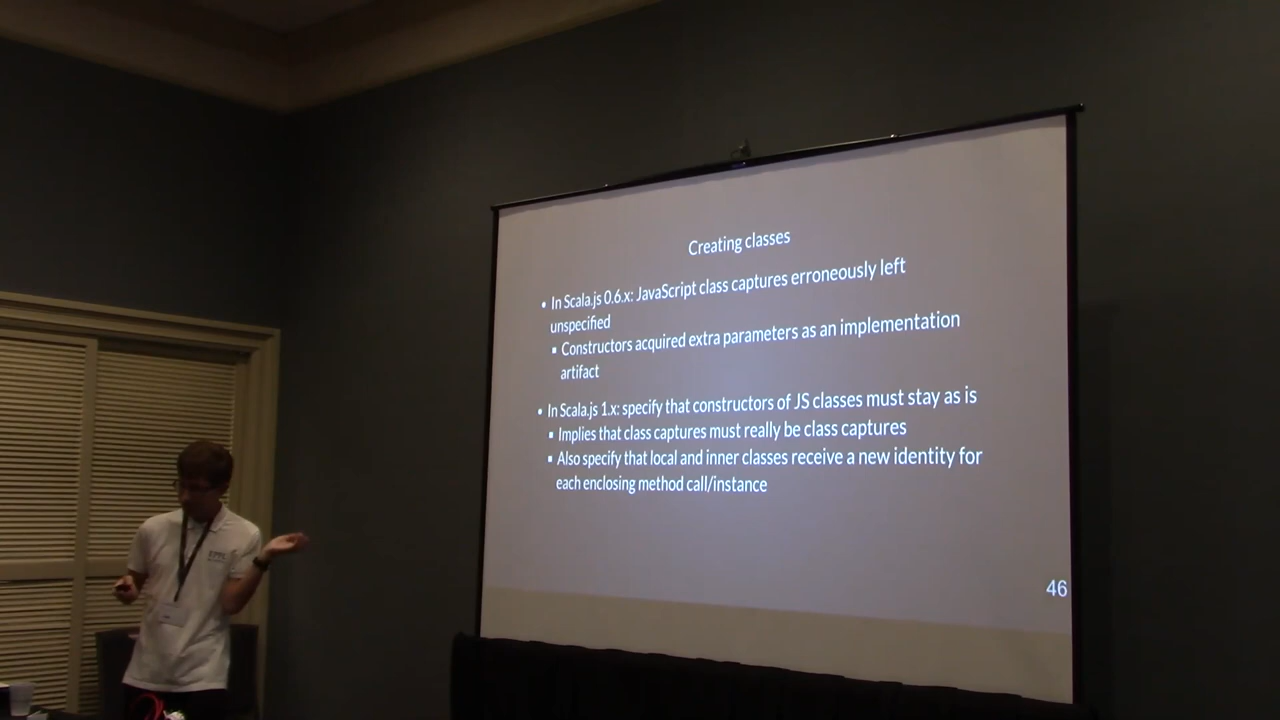 Creating classes
• In Scala.js 0.6.x: JavaScript class captures erroneously left
unspecified
▪ Constructors acquired extra parameters as an implementation
artifact
• In Scala.js 1.x: specify that constructors of JS classes must stay as is
▪ Implies that class captures must really be class captures
▪ Also specify that local and inner classes receive a new identity for
each enclosing method call/instance
46